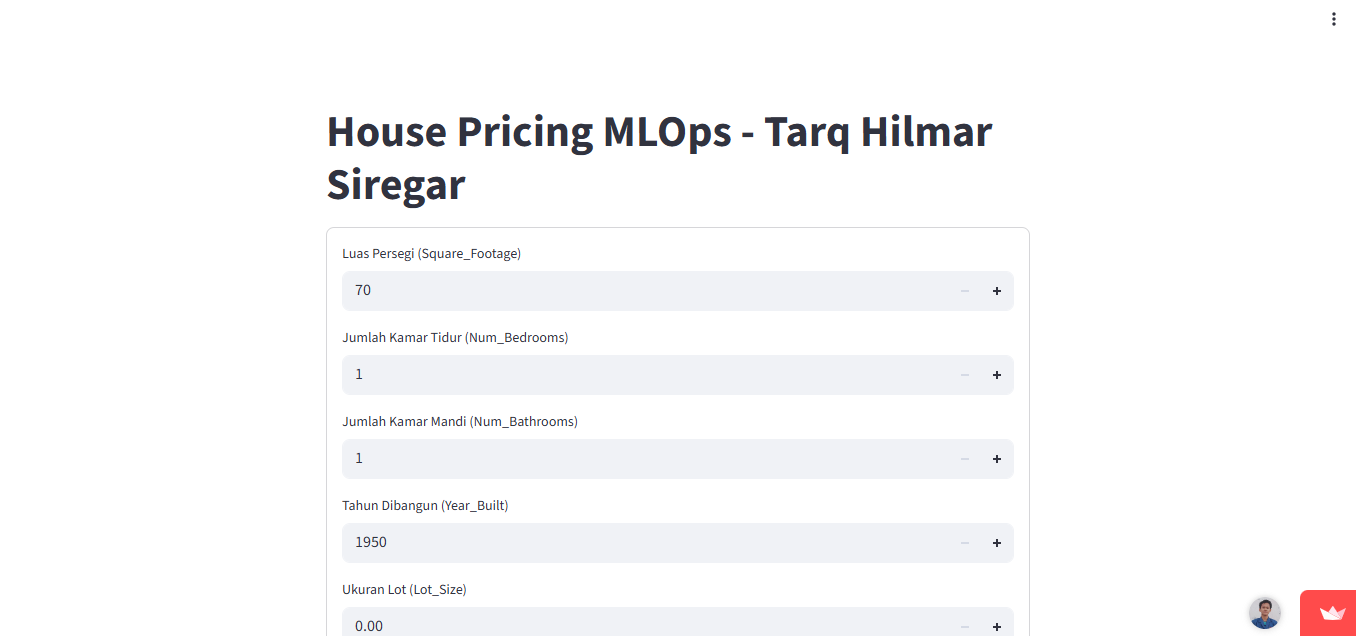 House Pricing MLOps - Tarq Hilmar
Siregar
Luas Persegi (Square_Footage)
70
Jumlah Kamar Tidur (Num_Bedrooms)
1
Jumlah Kamar Mandi (Num_Bathrooms)
1
Tahun Dibangun (Year_Built)
1950
Ukuran Lot (Lot_Size)
0.00